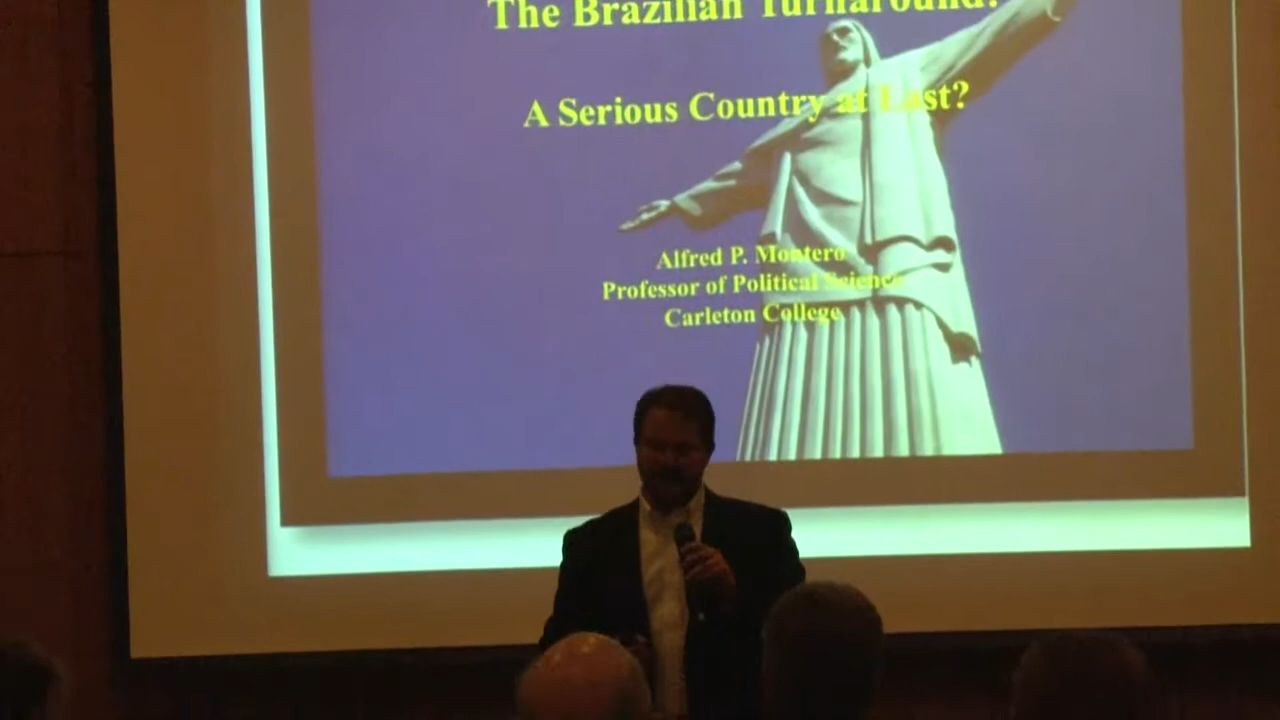 The Brazilian Turnaround:
A Serious Country at Last?
Alfred P. Montero
Professor of Political Science
Carleton College